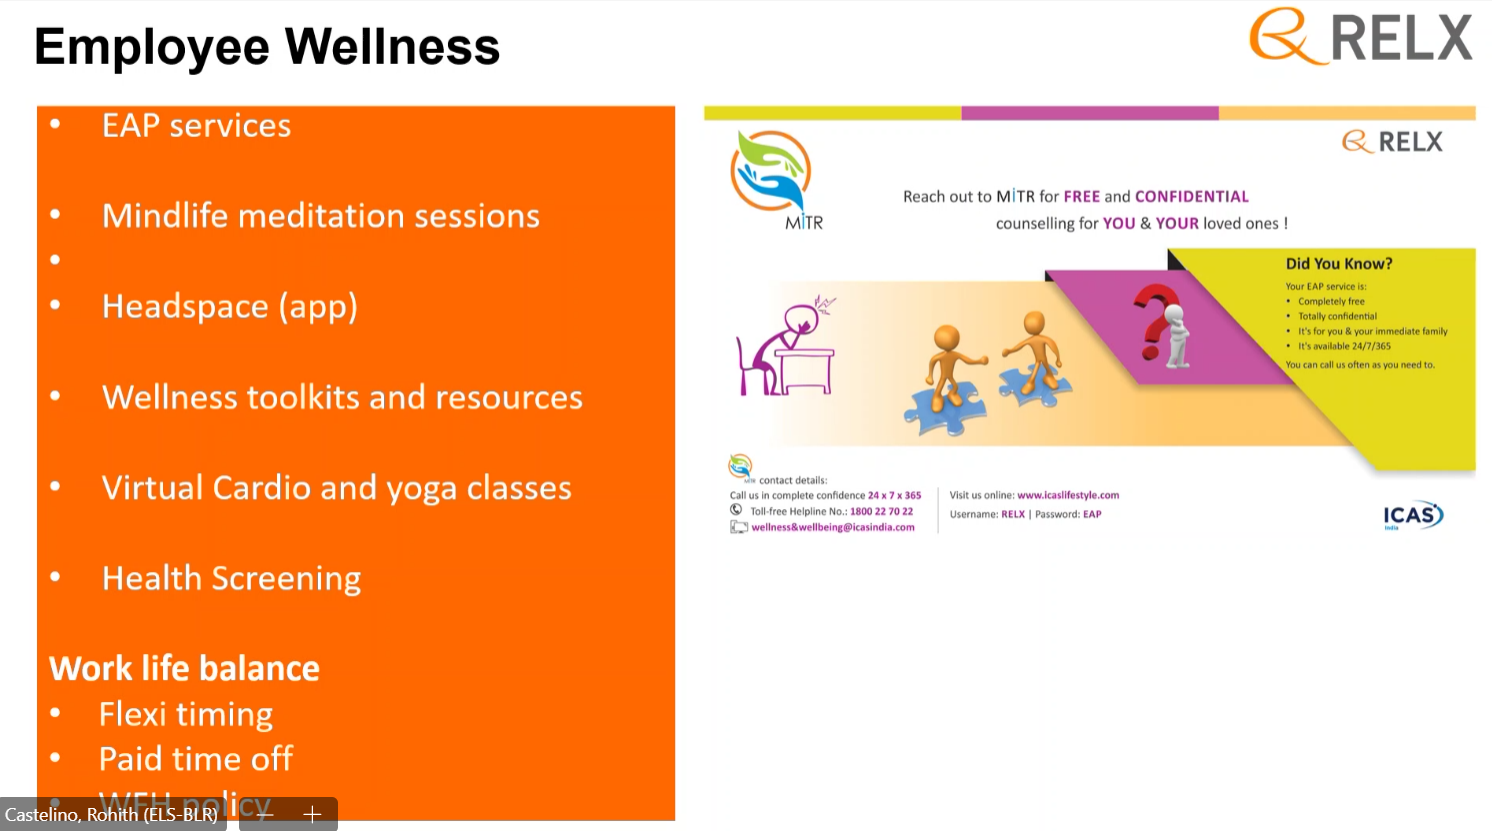 Employee Wellness
RELX
• EAP services
• Mindlife meditation sessions
•
• Headspace (app)
• Wellness toolkits and resources
• Virtual Cardio and yoga classes
• Health Screening
Work life balance
• Flexi timing
• Paid time off
• WFH policy
Castelino, Rohith (ELS-BLR)
RELX
MiTR
Reach out to MiTR for FREE and CONFIDENTIAL
counselling for YOU & YOUR loved ones !
Did You Know?
Your EAP service is:
• Completely free
• Totally confidential
• It's for you & your immediate family
• It's available 24/7/365
You can call us often as you need to.
MiTR contact details:
Call us in complete confidence 24 x 7 x 365
Toll-free Helpline No.: 1800 22 70 22
wellness&wellbeing@icasindia.com
Visit us online: www.icaslifestyle.com
Username: RELX | Password: EAP
ICAS
India